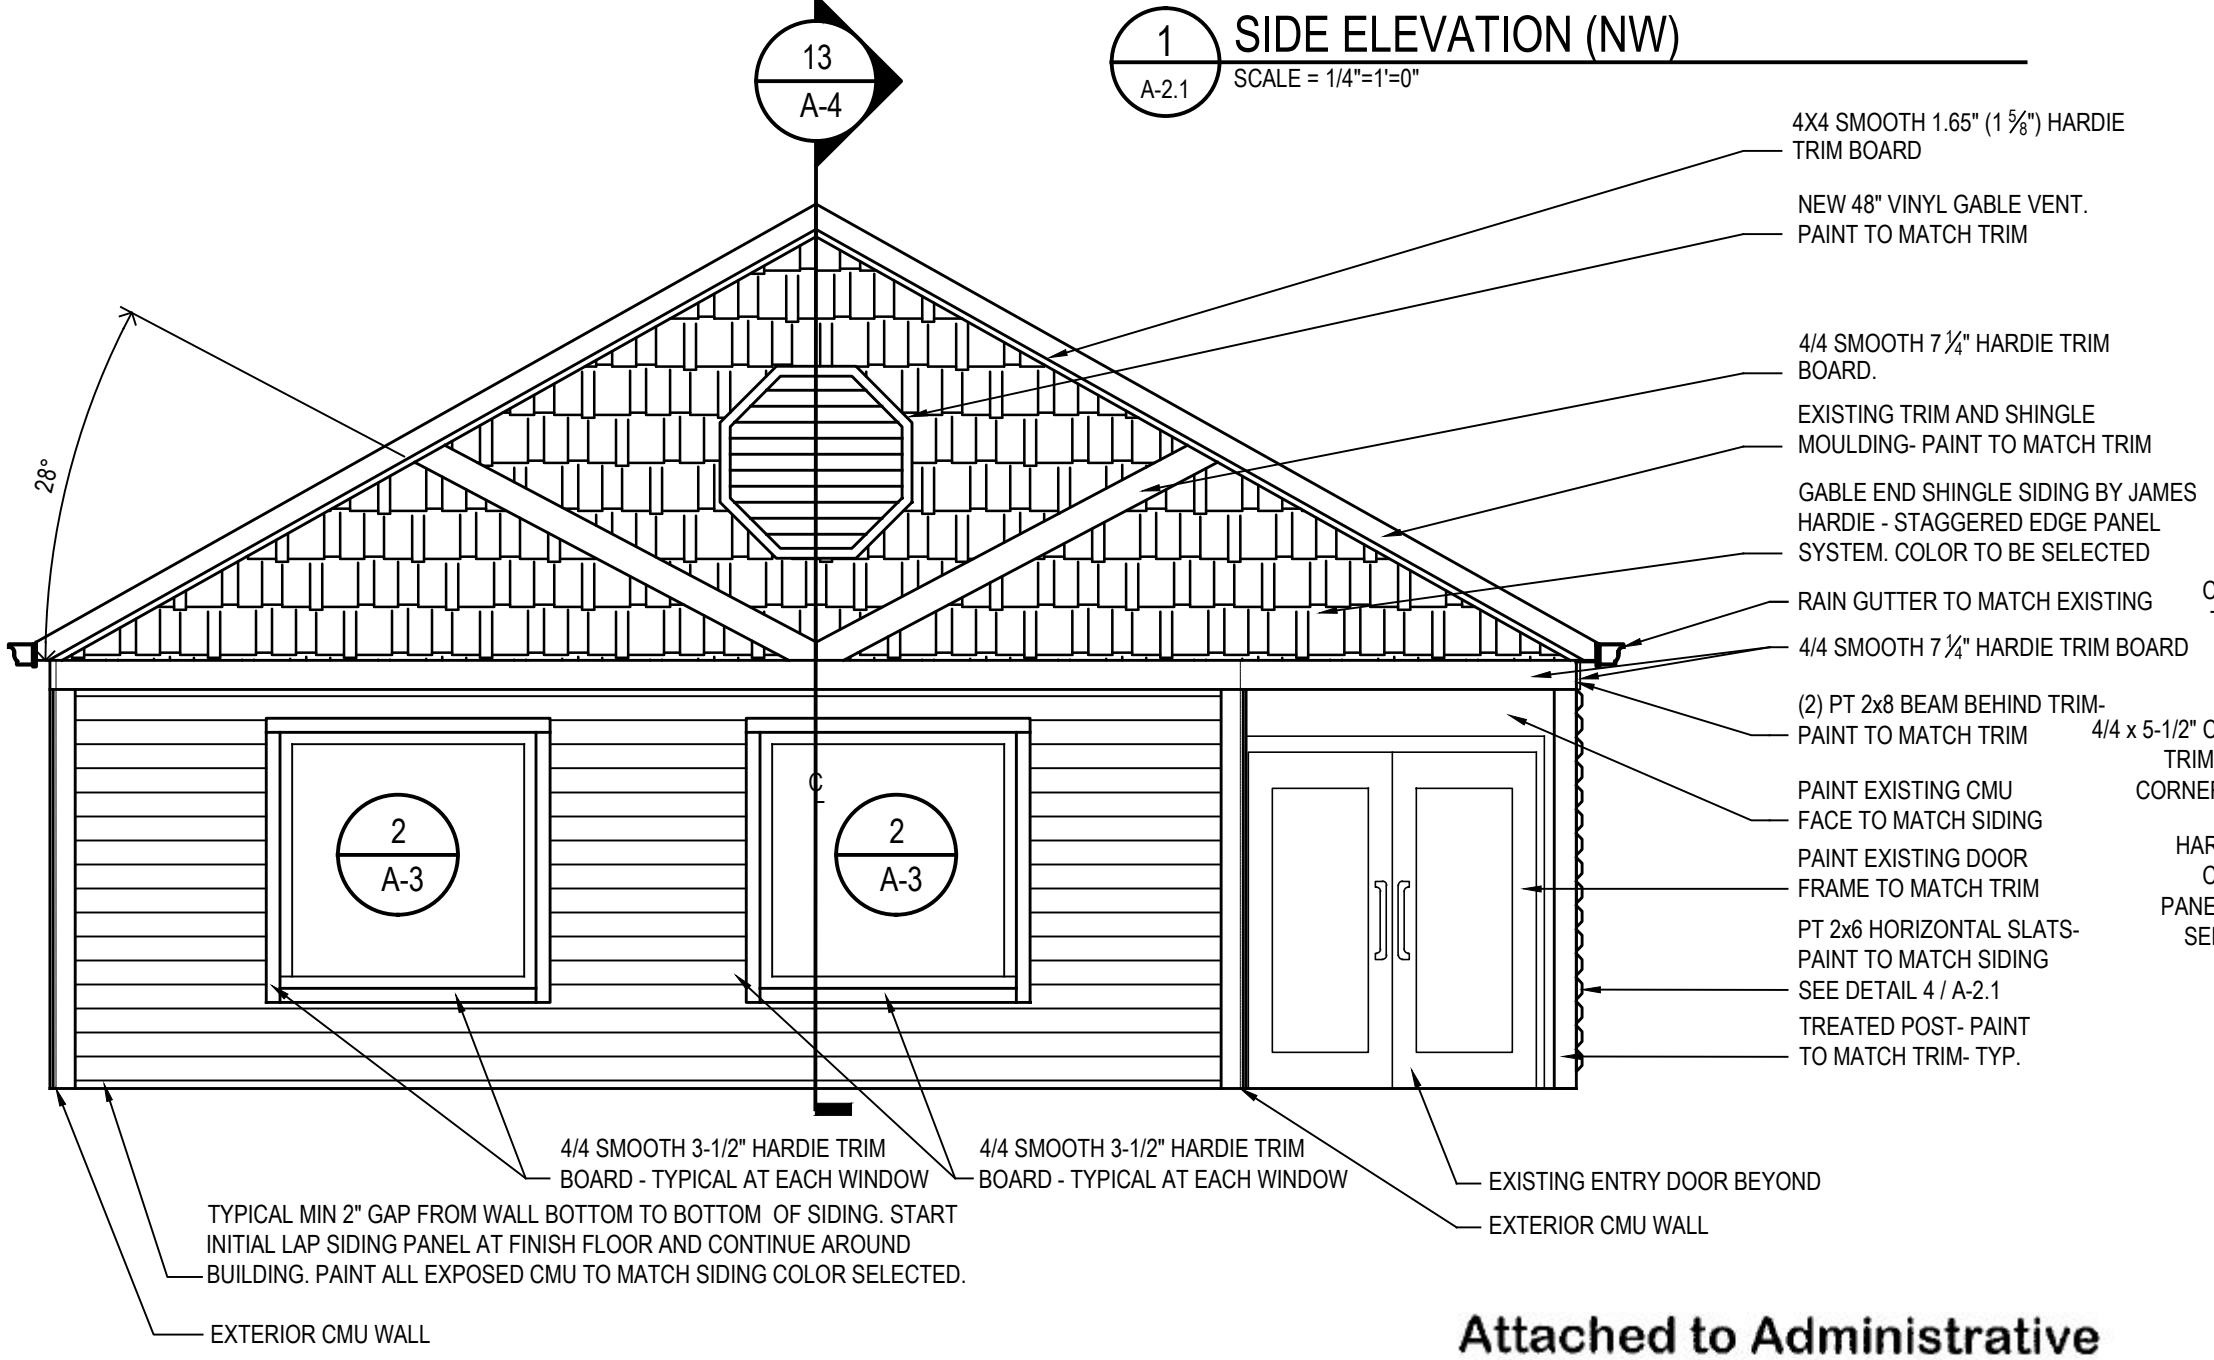 13
A-4
1
A-2.1
SIDE ELEVATION (NW)
SCALE = 1/4"=1'=0"
4X4 SMOOTH 1.65" (1 5/8") HARDIE
TRIM BOARD
NEW 48" VINYL GABLE VENT.
PAINT TO MATCH TRIM
4/4 SMOOTH 7 1/4" HARDIE TRIM
BOARD.
EXISTING TRIM AND SHINGLE
MOULDING- PAINT TO MATCH TRIM
GABLE END SHINGLE SIDING BY JAMES
HARDIE - STAGGERED EDGE PANEL
SYSTEM. COLOR TO BE SELECTED
RAIN GUTTER TO MATCH EXISTING
4/4 SMOOTH 7 1/4" HARDIE TRIM BOARD
(2) PT 2x8 BEAM BEHIND TRIM-
PAINT TO MATCH TRIM
PAINT EXISTING CMU
FACE TO MATCH SIDING
PAINT EXISTING DOOR
FRAME TO MATCH TRIM
PT 2x6 HORIZONTAL SLATS-
PAINT TO MATCH SIDING
SEE DETAIL 4 / A-2.1
TREATED POST- PAINT
TO MATCH TRIM- TYP.
4/4 x 5-1/2"
TRIM
28°
CL
2
A-3
2
A-3
4/4 SMOOTH 3-1/2" HARDIE TRIM
BOARD - TYPICAL AT EACH WINDOW
4/4 SMOOTH 3-1/2" HARDIE TRIM
BOARD - TYPICAL AT EACH WINDOW
EXISTING ENTRY DOOR BEYOND
EXTERIOR CMU WALL
TYPICAL MIN 2" GAP FROM WALL BOTTOM TO BOTTOM OF SIDING. START
INITIAL LAP SIDING PANEL AT FINISH FLOOR AND CONTINUE AROUND
BUILDING. PAINT ALL EXPOSED CMU TO MATCH SIDING COLOR SELECTED.
EXTERIOR CMU WALL
Attached to Administrative